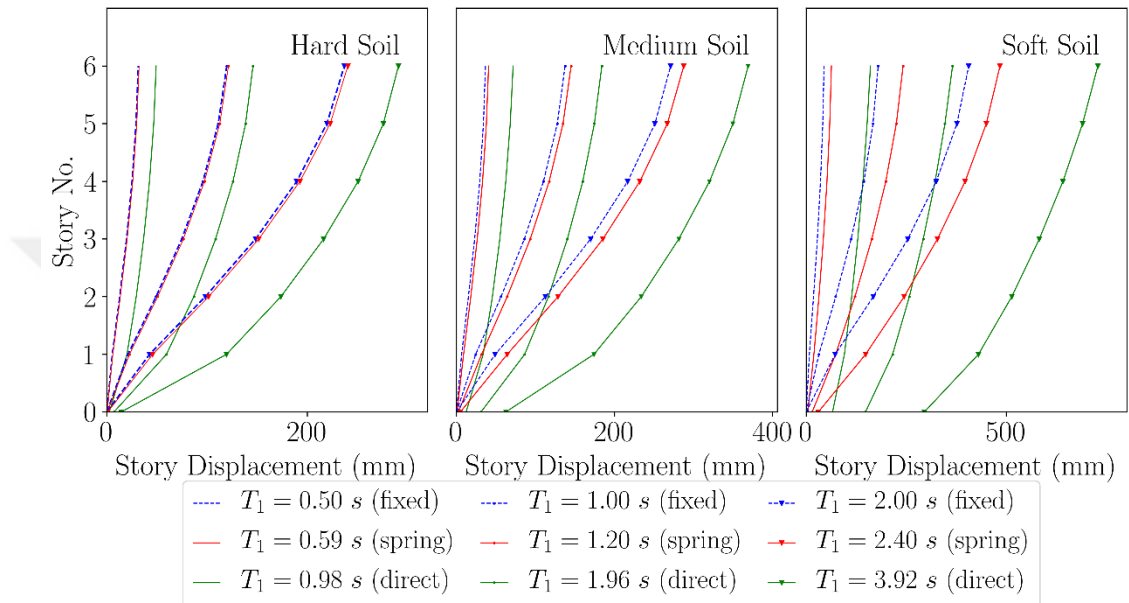 Hard Soil
Medium Soil
Soft Soil
Story No.
6
5
4
3
2
1
0
0 200
0 200 400
0 500
Story Displacement (mm)
Story Displacement (mm)
Story Displacement (mm)
T₁ = 0.50 s (fixed)
T₁ = 1.00 s (fixed)
T₁ = 2.00 s (fixed)
T₁ = 0.59 s (spring)
T₁ = 1.20 s (spring)
T₁ = 2.40 s (spring)
T₁ = 0.98 s (direct)
T₁ = 1.96 s (direct)
T₁ = 3.92 s (direct)